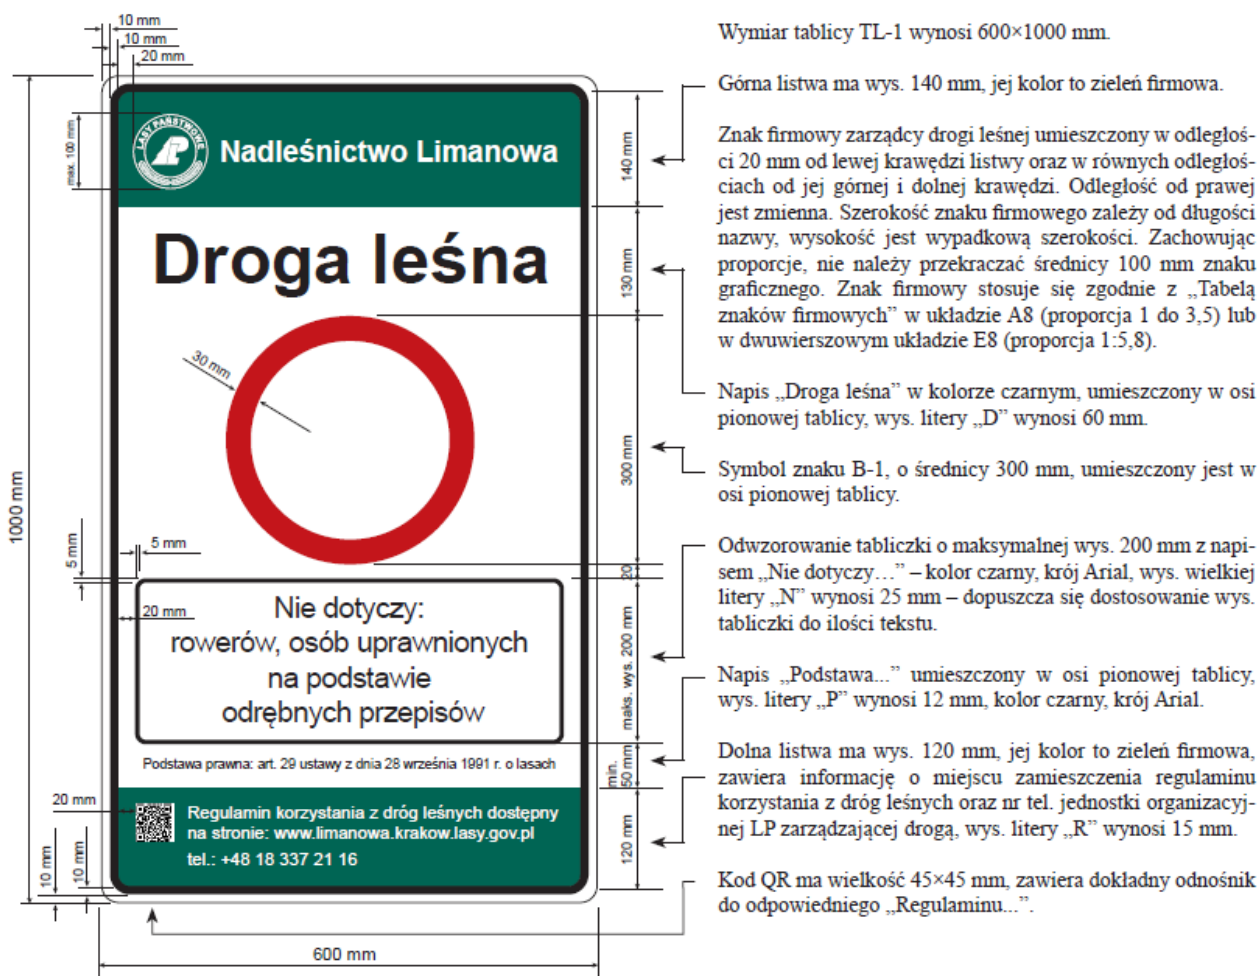 10 mm
10 mm
20 mm
max. 100 mm
LASY PAŃSTWOWE
Nadleśnictwo Limanowa
140 mm
Droga leśna
130 mm
30 mm
300 mm
1000 mm
5 mm
5 mm
20
20 mm
Nie dotyczy:
rowerów, osób uprawnionych
na podstawie
odrębnych przepisów
maks. wys. 200 mm
Podstawa prawna: art. 29 ustawy z dnia 28 września 1991 r. o lasach
min.
50 mm
20 mm
Regulamin korzystania z dróg leśnych dostępny
na stronie: www.limanowa.krakow.lasy.gov.pl
tel.: +48 18 337 21 16
120 mm
10 mm
10 mm
600 mm
Wymiar tablicy TL-1 wynosi 600×1000 mm.
Górna listwa ma wys. 140 mm, jej kolor to zieleń firmowa.
Znak firmowy zarządcy drogi leśnej umieszczony w odległoś-
ci 20 mm od lewej krawędzi listwy oraz w równych odległoś-
ciach od jej górnej i dolnej krawędzi. Odległość od prawej
jest zmienna. Szerokość znaku firmowego zależy od długości
nazwy, wysokość jest wypadkową szerokości. Zachowując
proporcje, nie należy przekraczać średnicy 100 mm znaku
graficznego. Znak firmowy stosuje się zgodnie z „Tabelą
znaków firmowych” w układzie A8 (proporcja 1 do 3,5) lub
w dwuwierszowym układzie E8 (proporcja 1:5,8).
Napis „Droga leśna” w kolorze czarnym, umieszczony w osi
pionowej tablicy, wys. litery „D” wynosi 60 mm.
Symbol znaku B-1, o średnicy 300 mm, umieszczony jest w
osi pionowej tablicy.
Odwzorowanie tabliczki o maksymalnej wys. 200 mm z napi-
sem „Nie dotyczy…” – kolor czarny, krój Arial, wys. wielkiej
litery „N” wynosi 25 mm – dopuszcza się dostosowanie wys.
tabliczki do ilości tekstu.
Napis „Podstawa...” umieszczony w osi pionowej tablicy,
wys. litery „P” wynosi 12 mm, kolor czarny, krój Arial.
Dolna listwa ma wys. 120 mm, jej kolor to zieleń firmowa,
zawiera informację o miejscu zamieszczenia regulaminu
korzystania z dróg leśnych oraz nr tel. jednostki organizacyj-
nej LP zarządzającej drogą, wys. litery „R” wynosi 15 mm.
Kod QR ma wielkość 45×45 mm, zawiera dokładny odnośnik
do odpowiedniego „Regulaminu...”.